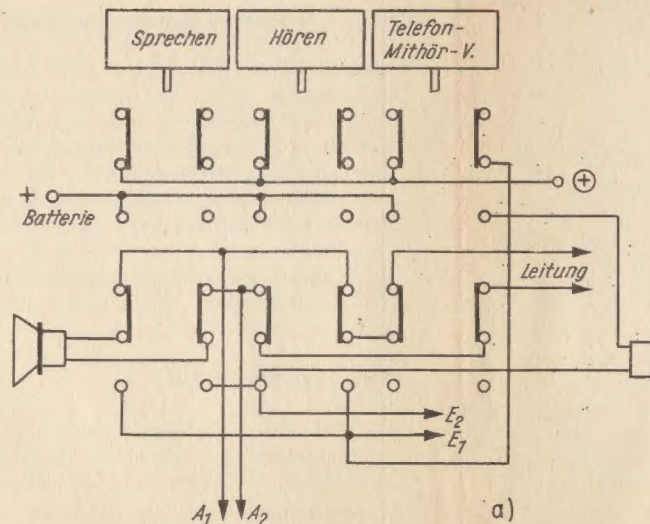 Sprechen
Hören
Telefon-
Mithör-V.
+
Batterie
+
Leitung
E2
E1
A1
A2
a)